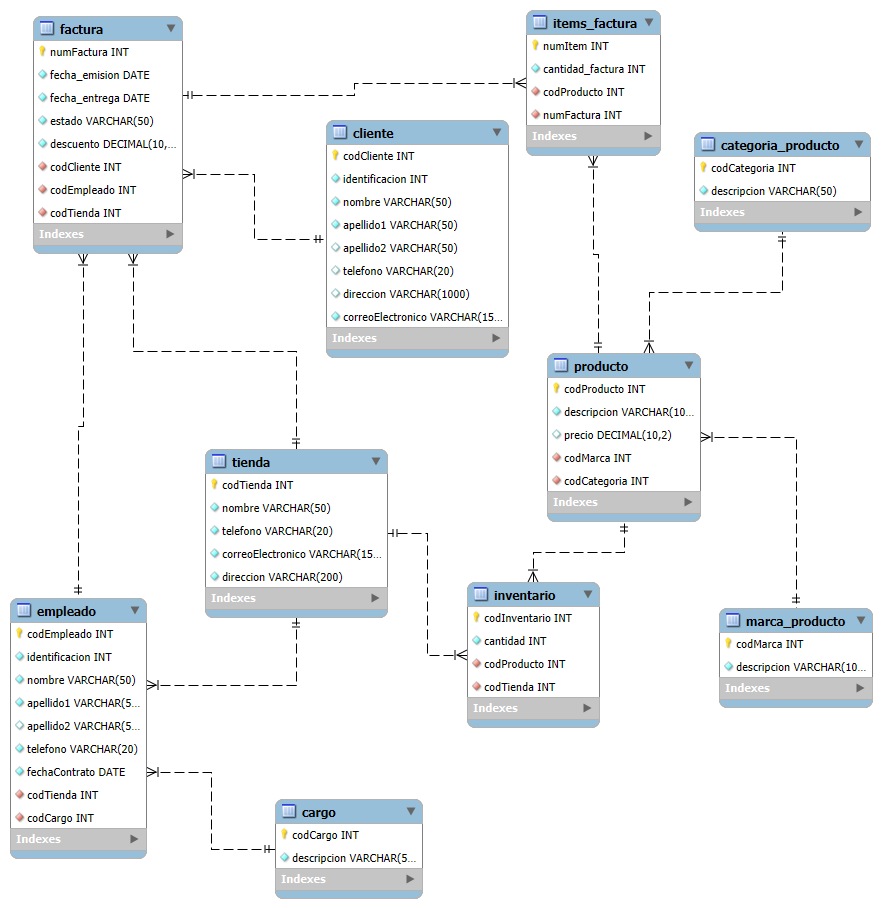 factura
numFactura INT
fecha_emision DATE
fecha_entrega DATE
estado VARCHAR(50)
descuento DECIMAL(10,...
codCliente INT
codEmpleado INT
codTienda INT
Indexes
items_factura
numItem INT
cantidad_factura INT
codProducto INT
numFactura INT
Indexes
cliente
codCliente INT
identificacion INT
nombre VARCHAR(50)
apellido1 VARCHAR(50)
apellido2 VARCHAR(50)
telefono VARCHAR(20)
direccion VARCHAR(1000)
correoElectronico VARCHAR(15...
Indexes
categoria_producto
codCategoria INT
descripcion VARCHAR(50)
Indexes
producto
codProducto INT
descripcion VARCHAR(10...
precio DECIMAL(10,2)
codMarca INT
codCategoria INT
Indexes
tienda
codTienda INT
nombre VARCHAR(50)
telefono VARCHAR(20)
correoElectronico VARCHAR(15...
direccion VARCHAR(200)
Indexes
empleado
codEmpleado INT
identificacion INT
nombre VARCHAR(50)
apellido1 VARCHAR(5...
apellido2 VARCHAR(5...
telefono VARCHAR(20)
fechaContrato DATE
codTienda INT
codCargo INT
Indexes
inventario
codInventario INT
cantidad INT
codProducto INT
codTienda INT
Indexes
marca_producto
codMarca INT
descripcion VARCHAR(10...
Indexes
cargo
codCargo INT
descripcion VARCHAR(5...
Indexes